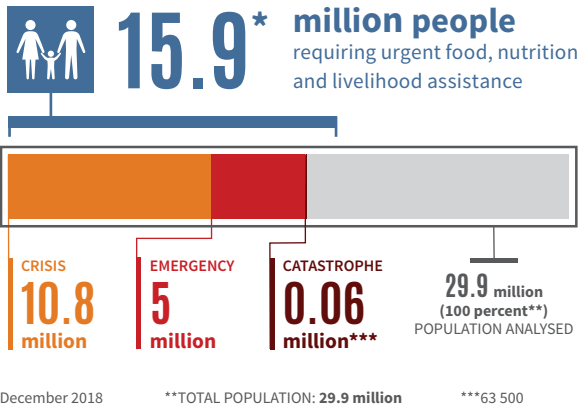 15.9* million people
requiring urgent food, nutrition
and livelihood assistance
CRISIS
10.8
million
EMERGENCY
5
million
CATASTROPHE
0.06
million***
29.9 million
(100 percent**)
POPULATION ANALYSED
December 2018 **TOTAL POPULATION: 29.9 million ***63 500